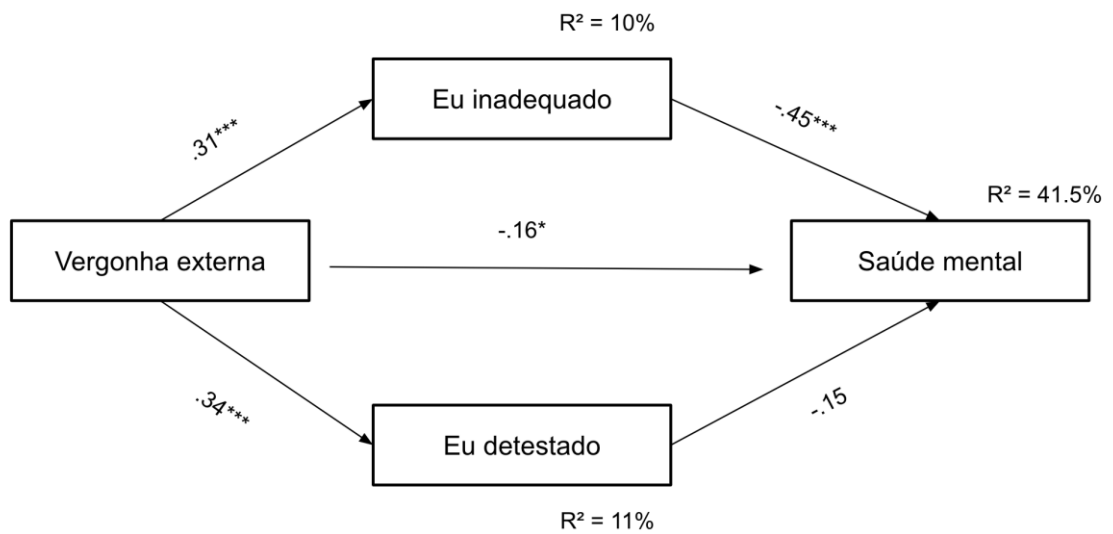 R² = 10%
Eu inadequado
.31***
-.45***
R² = 41.5%
-.16*
Vergonha externa
Saúde mental
.34***
-.15
Eu detestado
R² = 11%